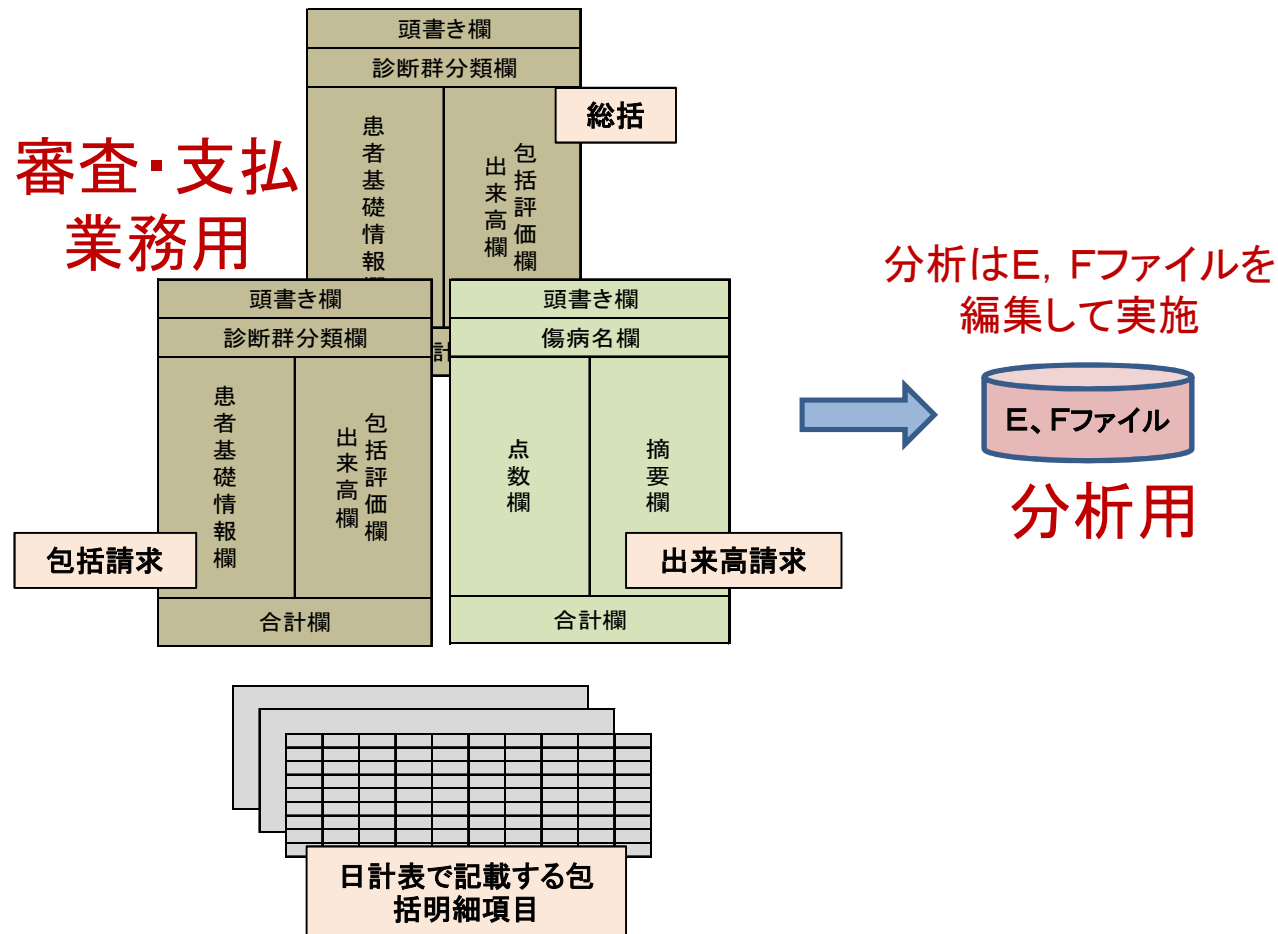 頭書き欄
診断群分類欄
患者基礎情報
出来高欄
包括評価欄
総括
審査・支払
業務用
計
頭書き欄
診断群分類欄
患者基礎情報欄
出来高欄
包括評価欄
合計欄
包括請求
頭書き欄
傷病名欄
点数欄
摘要欄
合計欄
出来高請求
日計表で記載する包
括明細項目
分析はE，Fファイルを
編集して実施
E、Fファイル
分析用